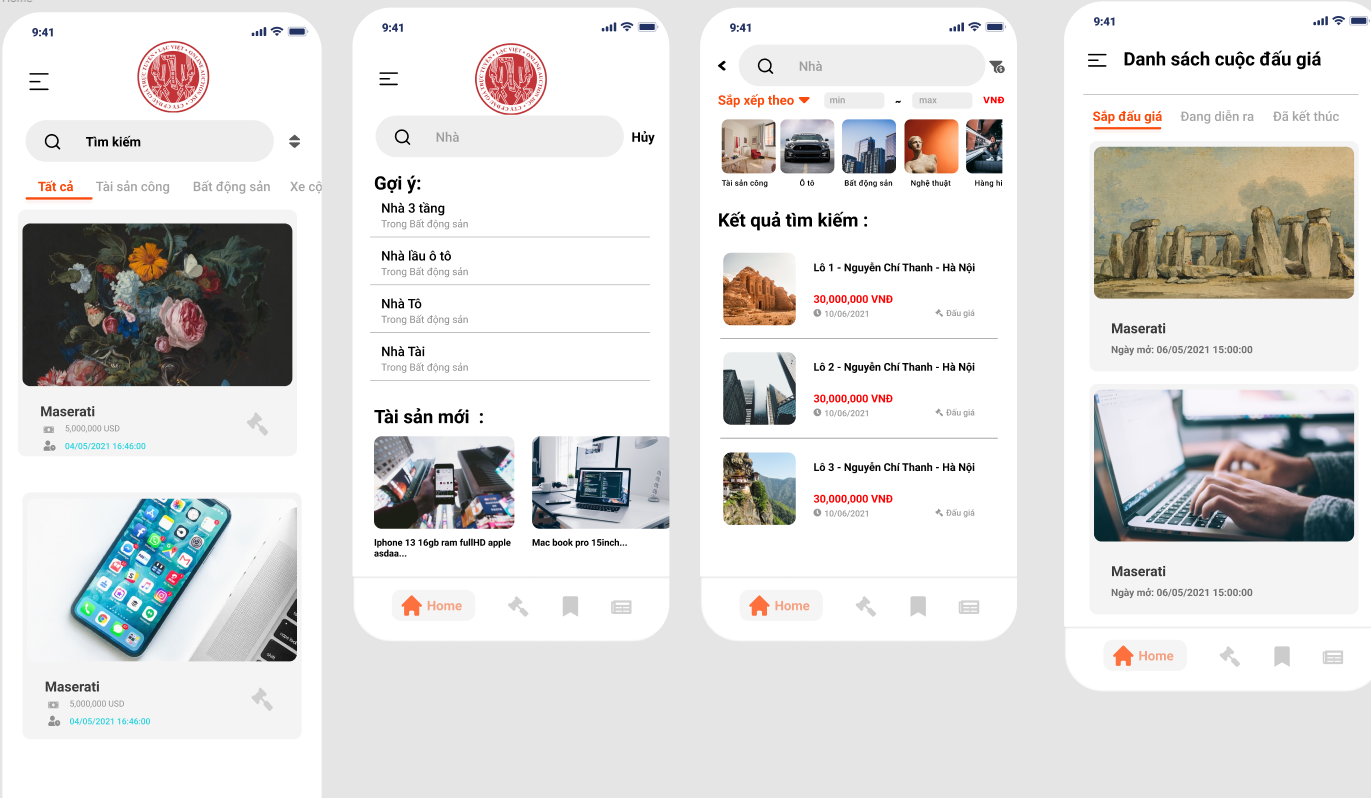 Home
9:41
LẠC VIỆT
Tìm kiếm
Tất cả
Tài sản công
Bất động sản
Xe cộ
Maserati
5,000,000 USD
04/05/2021 16:46:00
Maserati
5,000,000 USD
04/05/2021 16:46:00
9:41
Nhà
Hủy
Gợi ý:
Nhà 3 tầng
Trong Bất động sản
Nhà lầu ô tô
Trong Bất động sản
Nhà Tô
Trong Bất động sản
Nhà Tài
Trong Bất động sản
Tài sản mới :
Iphone 13 16gb ram fullHD apple
asdaa...
Mac book pro 15inch...
Home
9:41
Nhà
Sắp xếp theo
min
~
max
VNĐ
Tài sản công
Ô tô
Bất động sản
Nghệ thuật
Hàng hi
Kết quả tìm kiếm :
Lô 1 - Nguyễn Chí Thanh - Hà Nội
30,000,000 VNĐ
10/06/2021
Đấu giá
Lô 2 - Nguyễn Chí Thanh - Hà Nội
30,000,000 VNĐ
10/06/2021
Đấu giá
Lô 3 - Nguyễn Chí Thanh - Hà Nội
30,000,000 VNĐ
10/06/2021
Đấu giá
Home
9:41
Danh sách cuộc đấu giá
Sắp đấu giá
Đang diễn ra
Đã kết thúc
Maserati
Ngày mở: 06/05/2021 15:00:00
Maserati
Ngày mở: 06/05/2021 15:00:00
Home